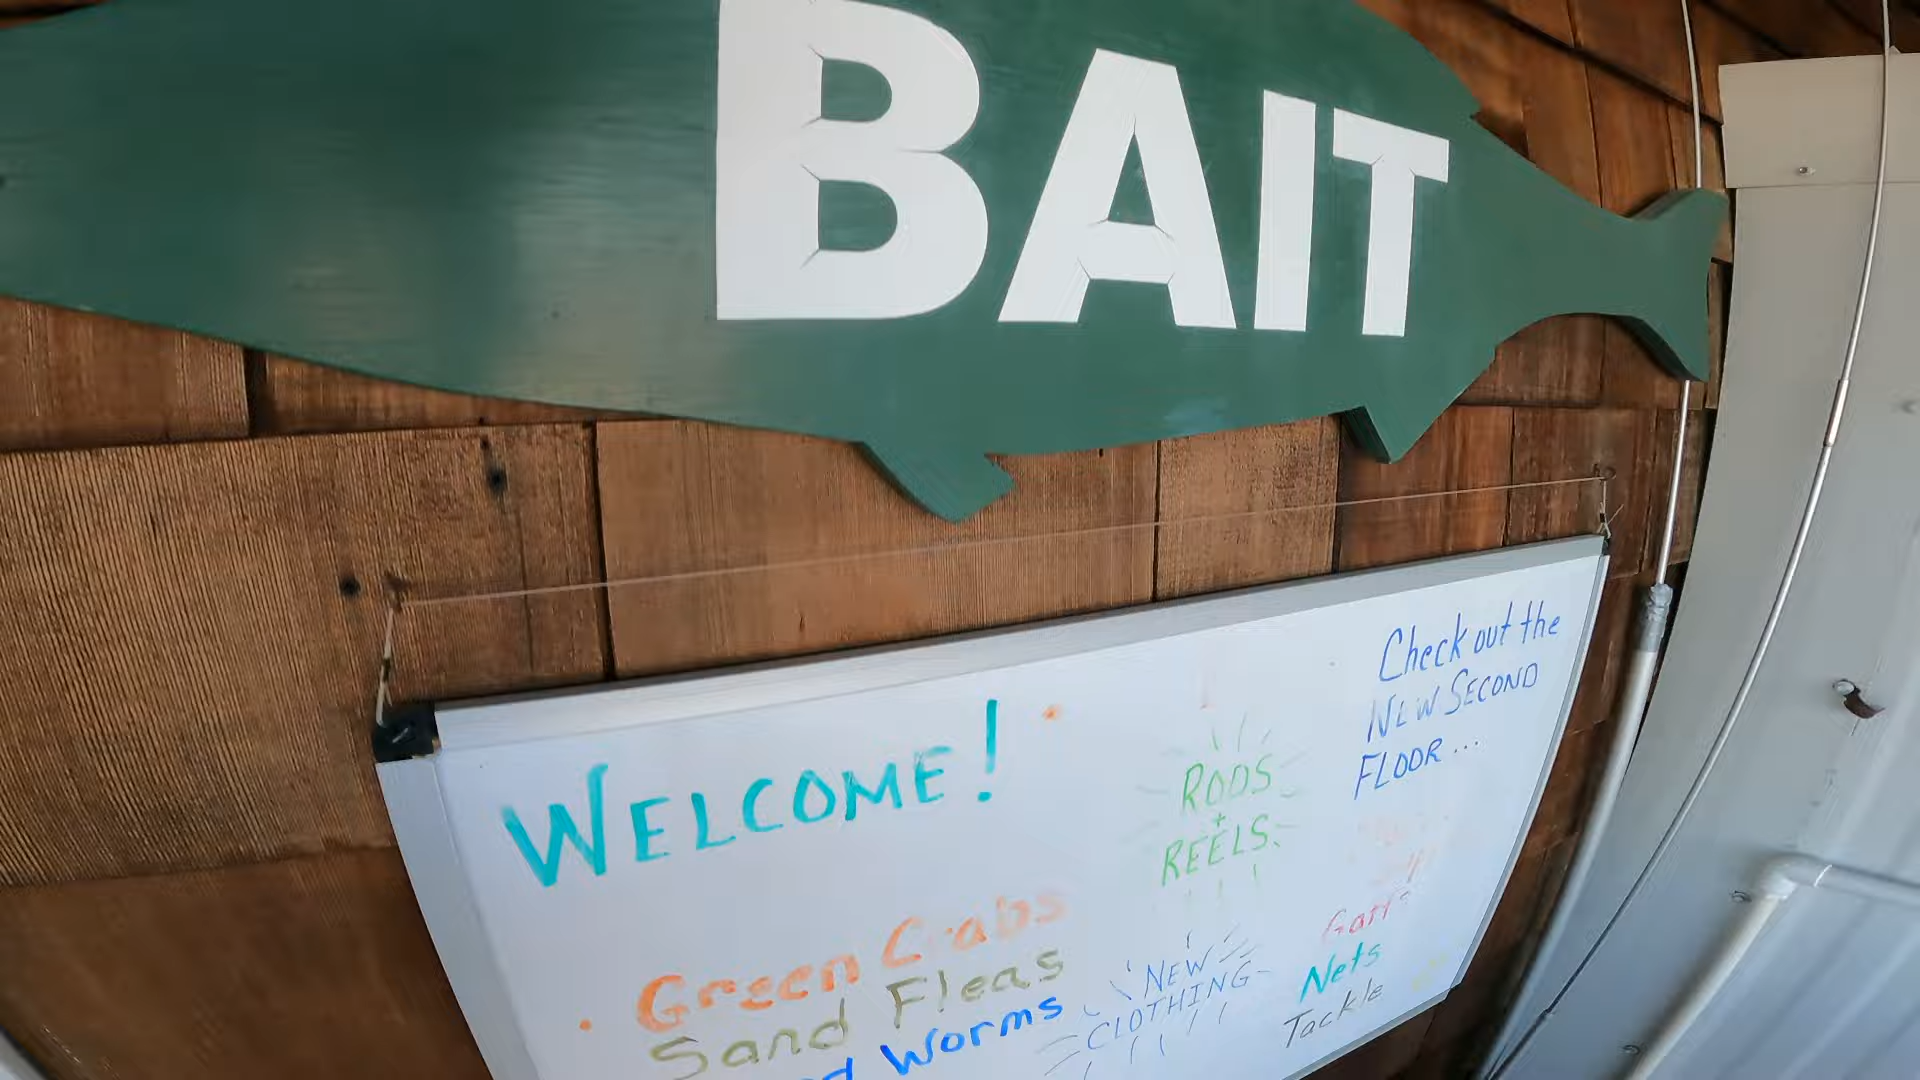 BAIT
WELCOME!
Green Crabs
Sand Fleas
Worms
RODS
+
REELS
NEW
CLOTHING
Check out the
NEW SECOND
FLOOR...
Nets
Tackle